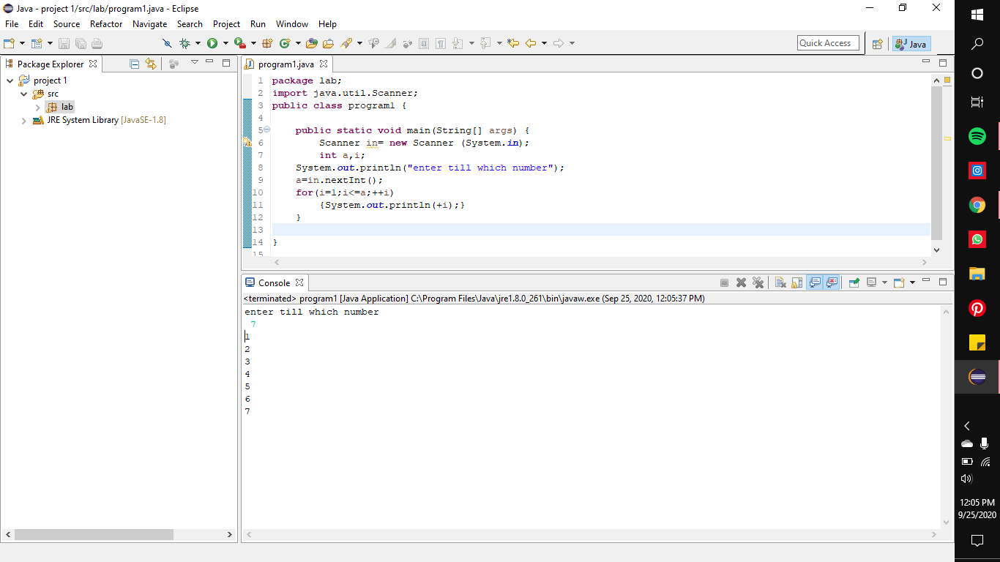 Java - project 1/src/lab/program1.java - Eclipse
File Edit Source Refactor Navigate Search Project Run Window Help
Quick Access
Java
Package Explorer
project 1
src
lab
JRE System Library [JavaSE-1.8]
program1.java
1 package lab;
2 import java.util.Scanner;
3 public class program1 {
4
5 public static void main(String[] args) {
6 Scanner in= new Scanner (System.in);
7 int a,i;
8 System.out.println("enter till which number");
9 a=in.nextInt();
10 for(i=1;i<=a;++i)
11 {System.out.println(+i);}
12 }
13
14 }
15
Console
<terminated> program1 [Java Application] C:\Program Files\Java\jre1.8.0_261\bin\javaw.exe (Sep 25, 2020, 12:05:37 PM)
enter till which number
7
1
2
3
4
5
6
7
12:05 PM
9/25/2020